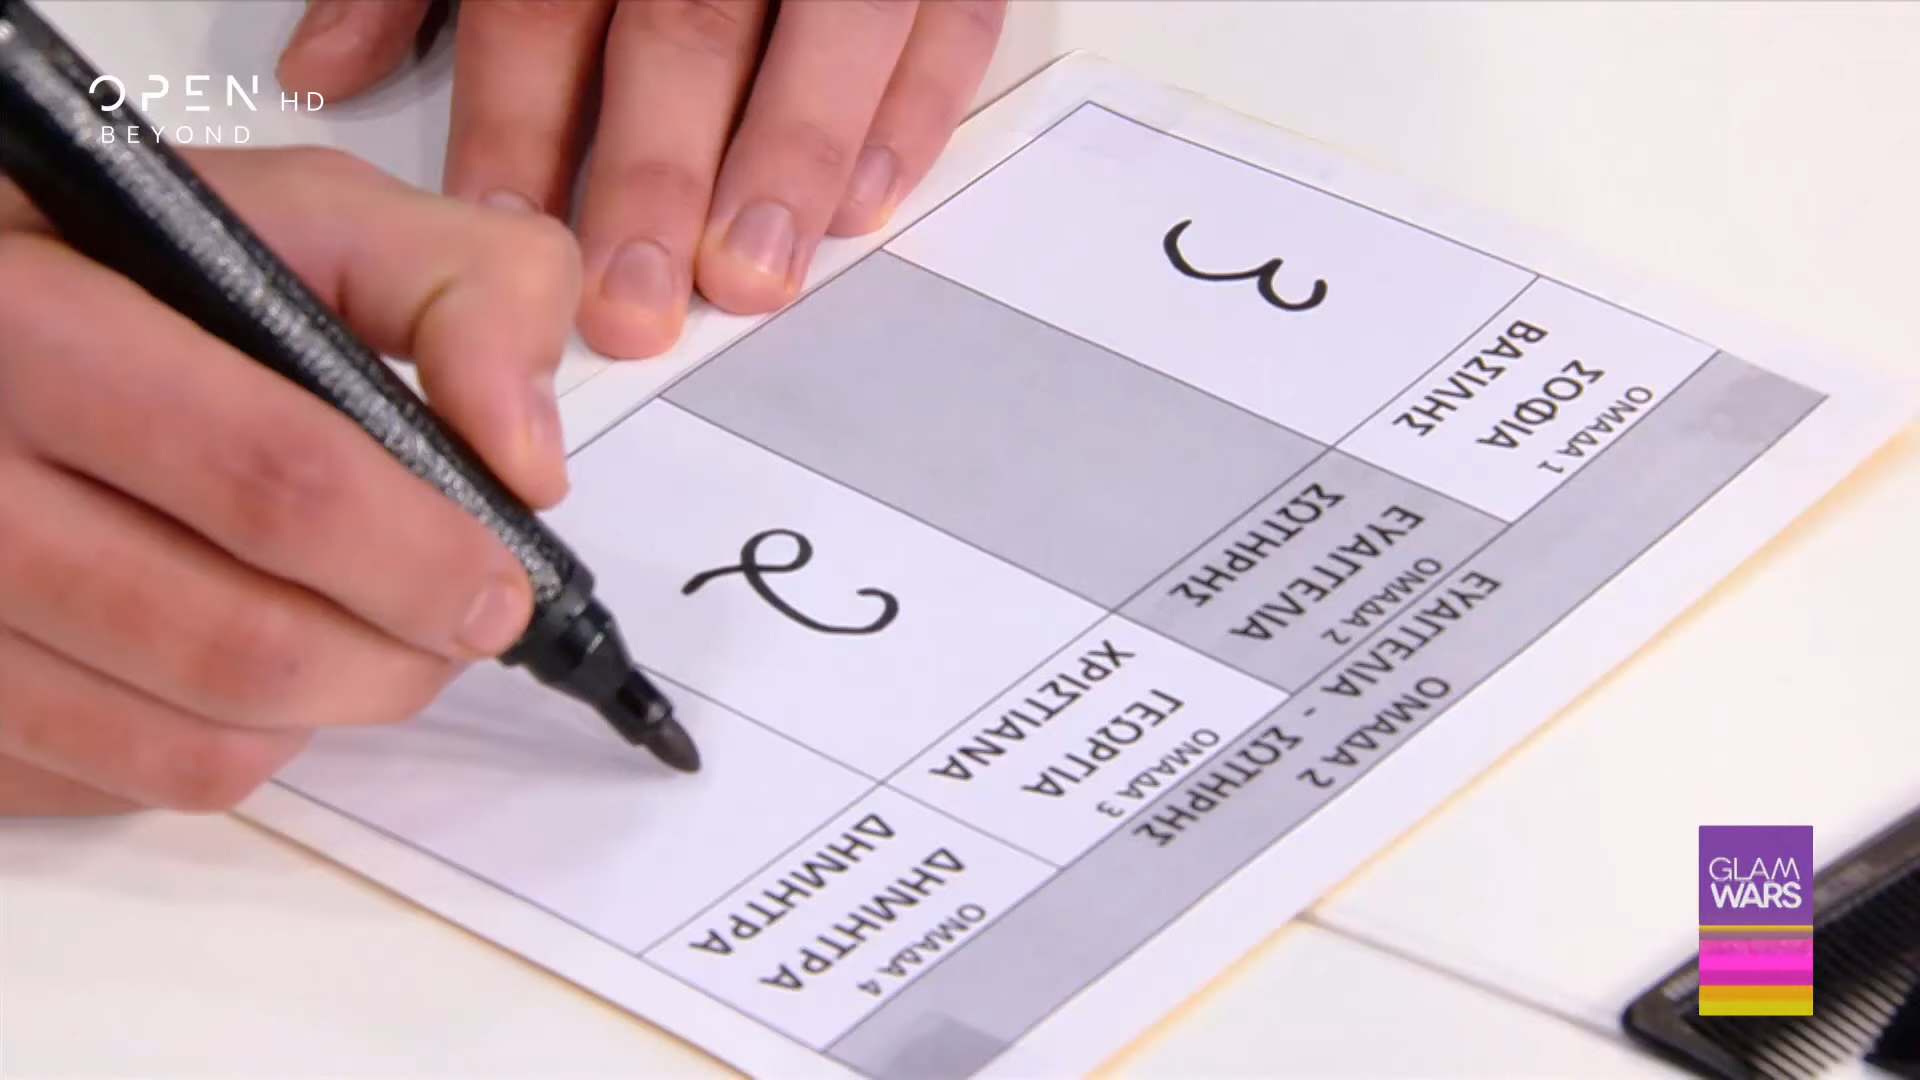 OPEN HD
BEYOND
ΟΜΑΔΑ 2
ΕΥΑΓΓΕΛΙΑ - ΣΩΤΗΡΗΣ
ΟΜΑΔΑ 1
ΣΟΦΙΑ
ΒΑΣΙΛΗΣ
3
ΟΜΑΔΑ 2
ΕΥΑΓΓΕΛΙΑ
ΣΩΤΗΡΗΣ
ΟΜΑΔΑ 3
ΓΕΩΡΓΙΑ
ΧΡΙΣΤΙΑΝΑ
2
ΟΜΑΔΑ 4
ΔΗΜΗΤΡΑ
ΔΗΜΗΤΡΑ
GLAM
WARS